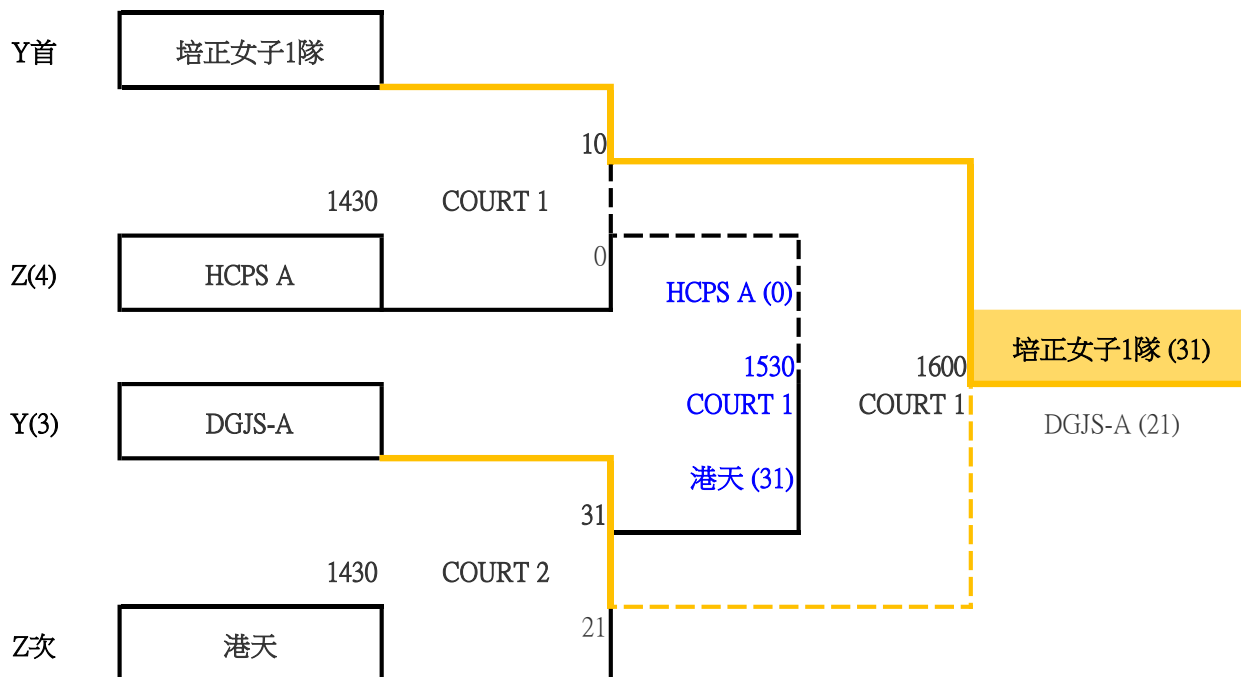 Y首
培正女子1隊
10
1430
COURT 1
Z(4)
HCPS A
0
HCPS A (0)
1530
COURT 1
港天 (31)
1600
COURT 1
培正女子1隊 (31)
DGJS-A (21)
Y(3)
DGJS-A
31
1430
COURT 2
Z次
港天
21